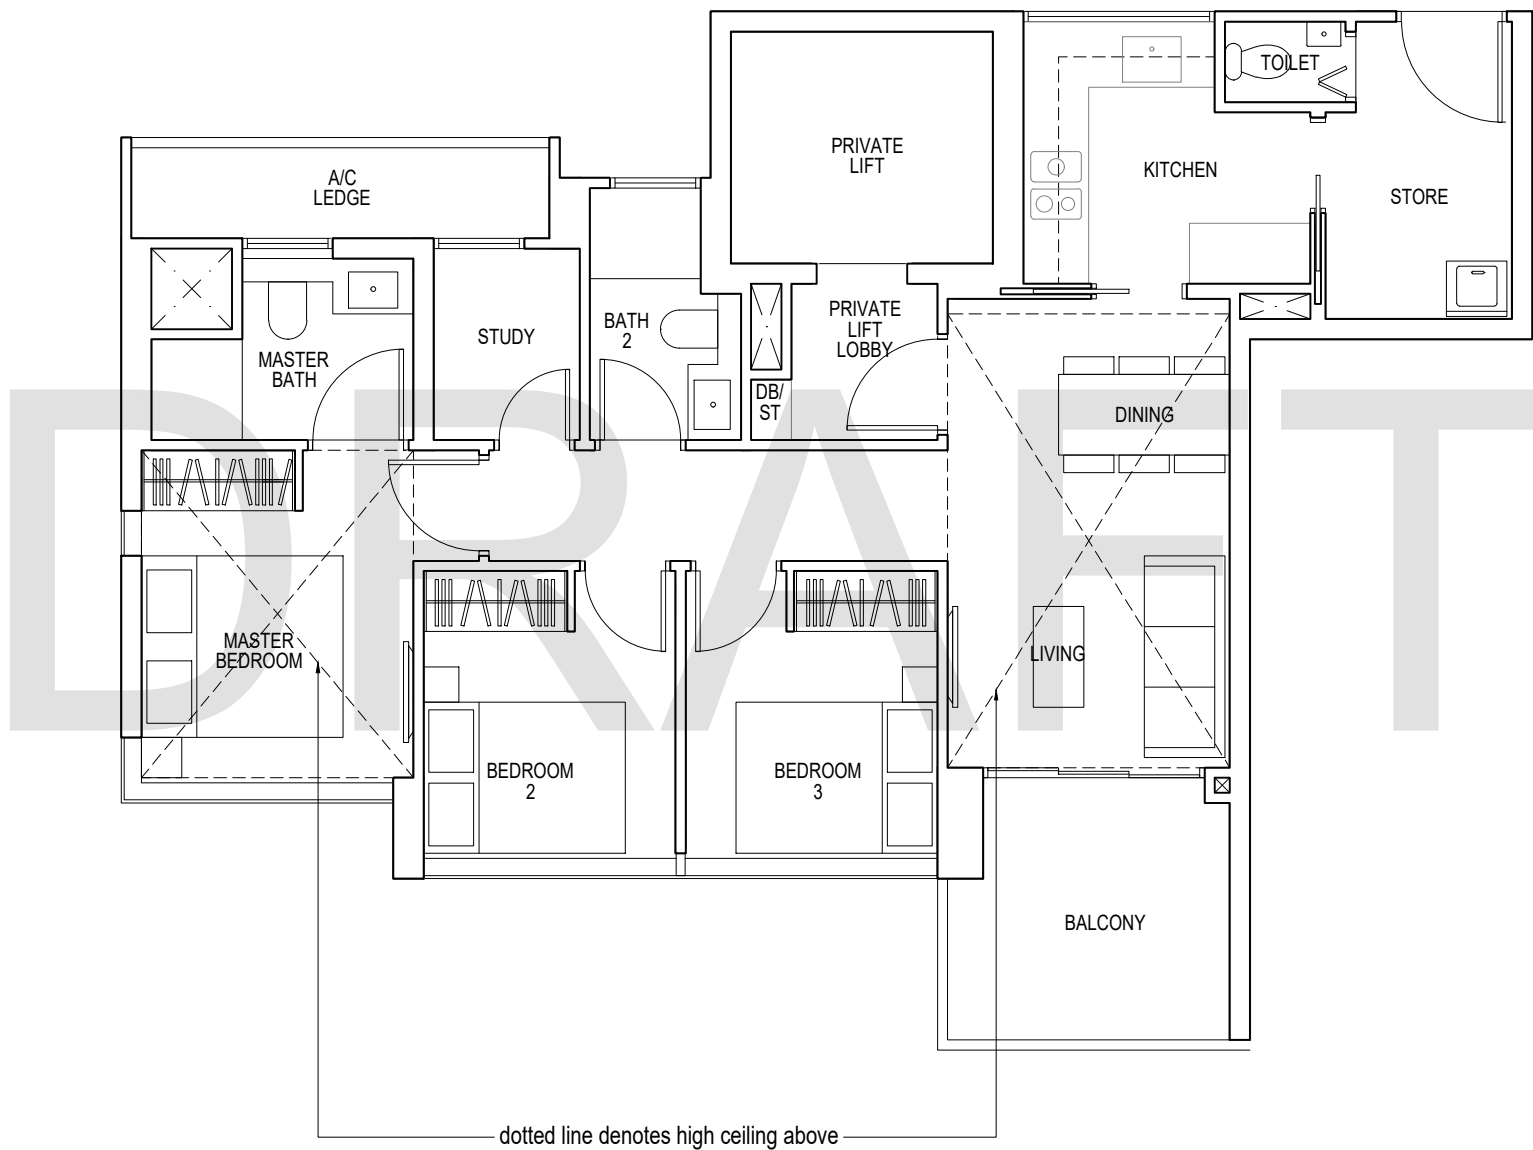 TOILET
PRIVATE
LIFT
KITCHEN
A/C
LEDGE
STORE
PRIVATE
LIFT
LOBBY
BATH
2
STUDY
MASTER
BATH
DB/
ST
DINING
DRAFT
MASTER
BEDROOM
LIVING
BEDROOM
2
BEDROOM
3
BALCONY
dotted line denotes high ceiling above